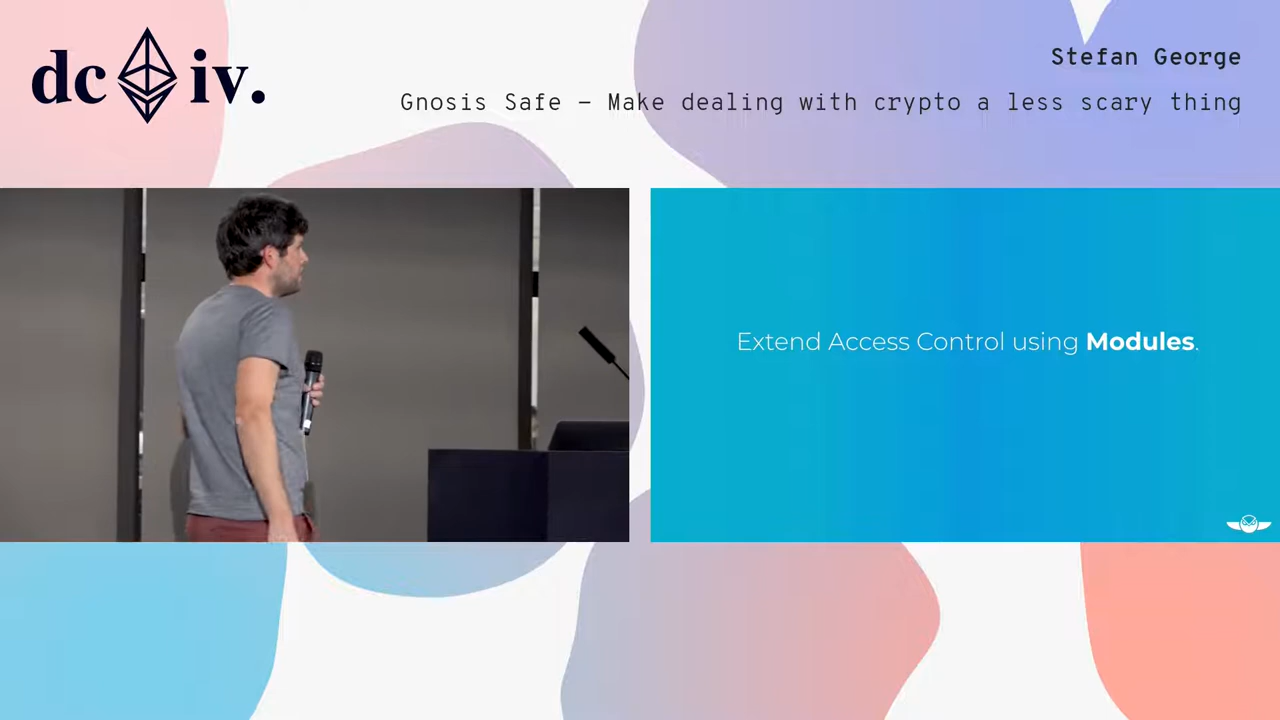 dc iv.
Stefan George
Gnosis Safe – Make dealing with crypto a less scary thing
Extend Access Control using Modules.